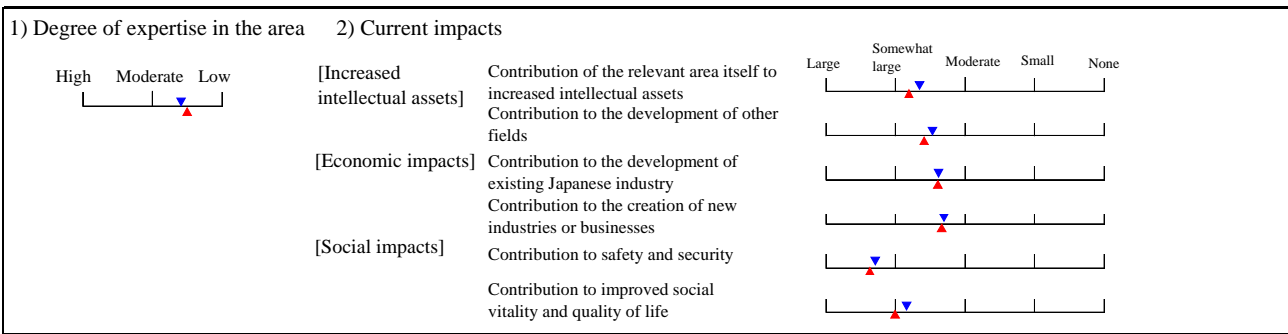 1) Degree of expertise in the area 2) Current impacts
High Moderate Low
Large Somewhat large Moderate Small None
[Increased
intellectual assets]
Contribution of the relevant area itself to
increased intellectual assets
Contribution to the development of other
fields
[Economic impacts]
Contribution to the development of
existing Japanese industry
Contribution to the creation of new
industries or businesses
[Social impacts]
Contribution to safety and security
Contribution to improved social
vitality and quality of life